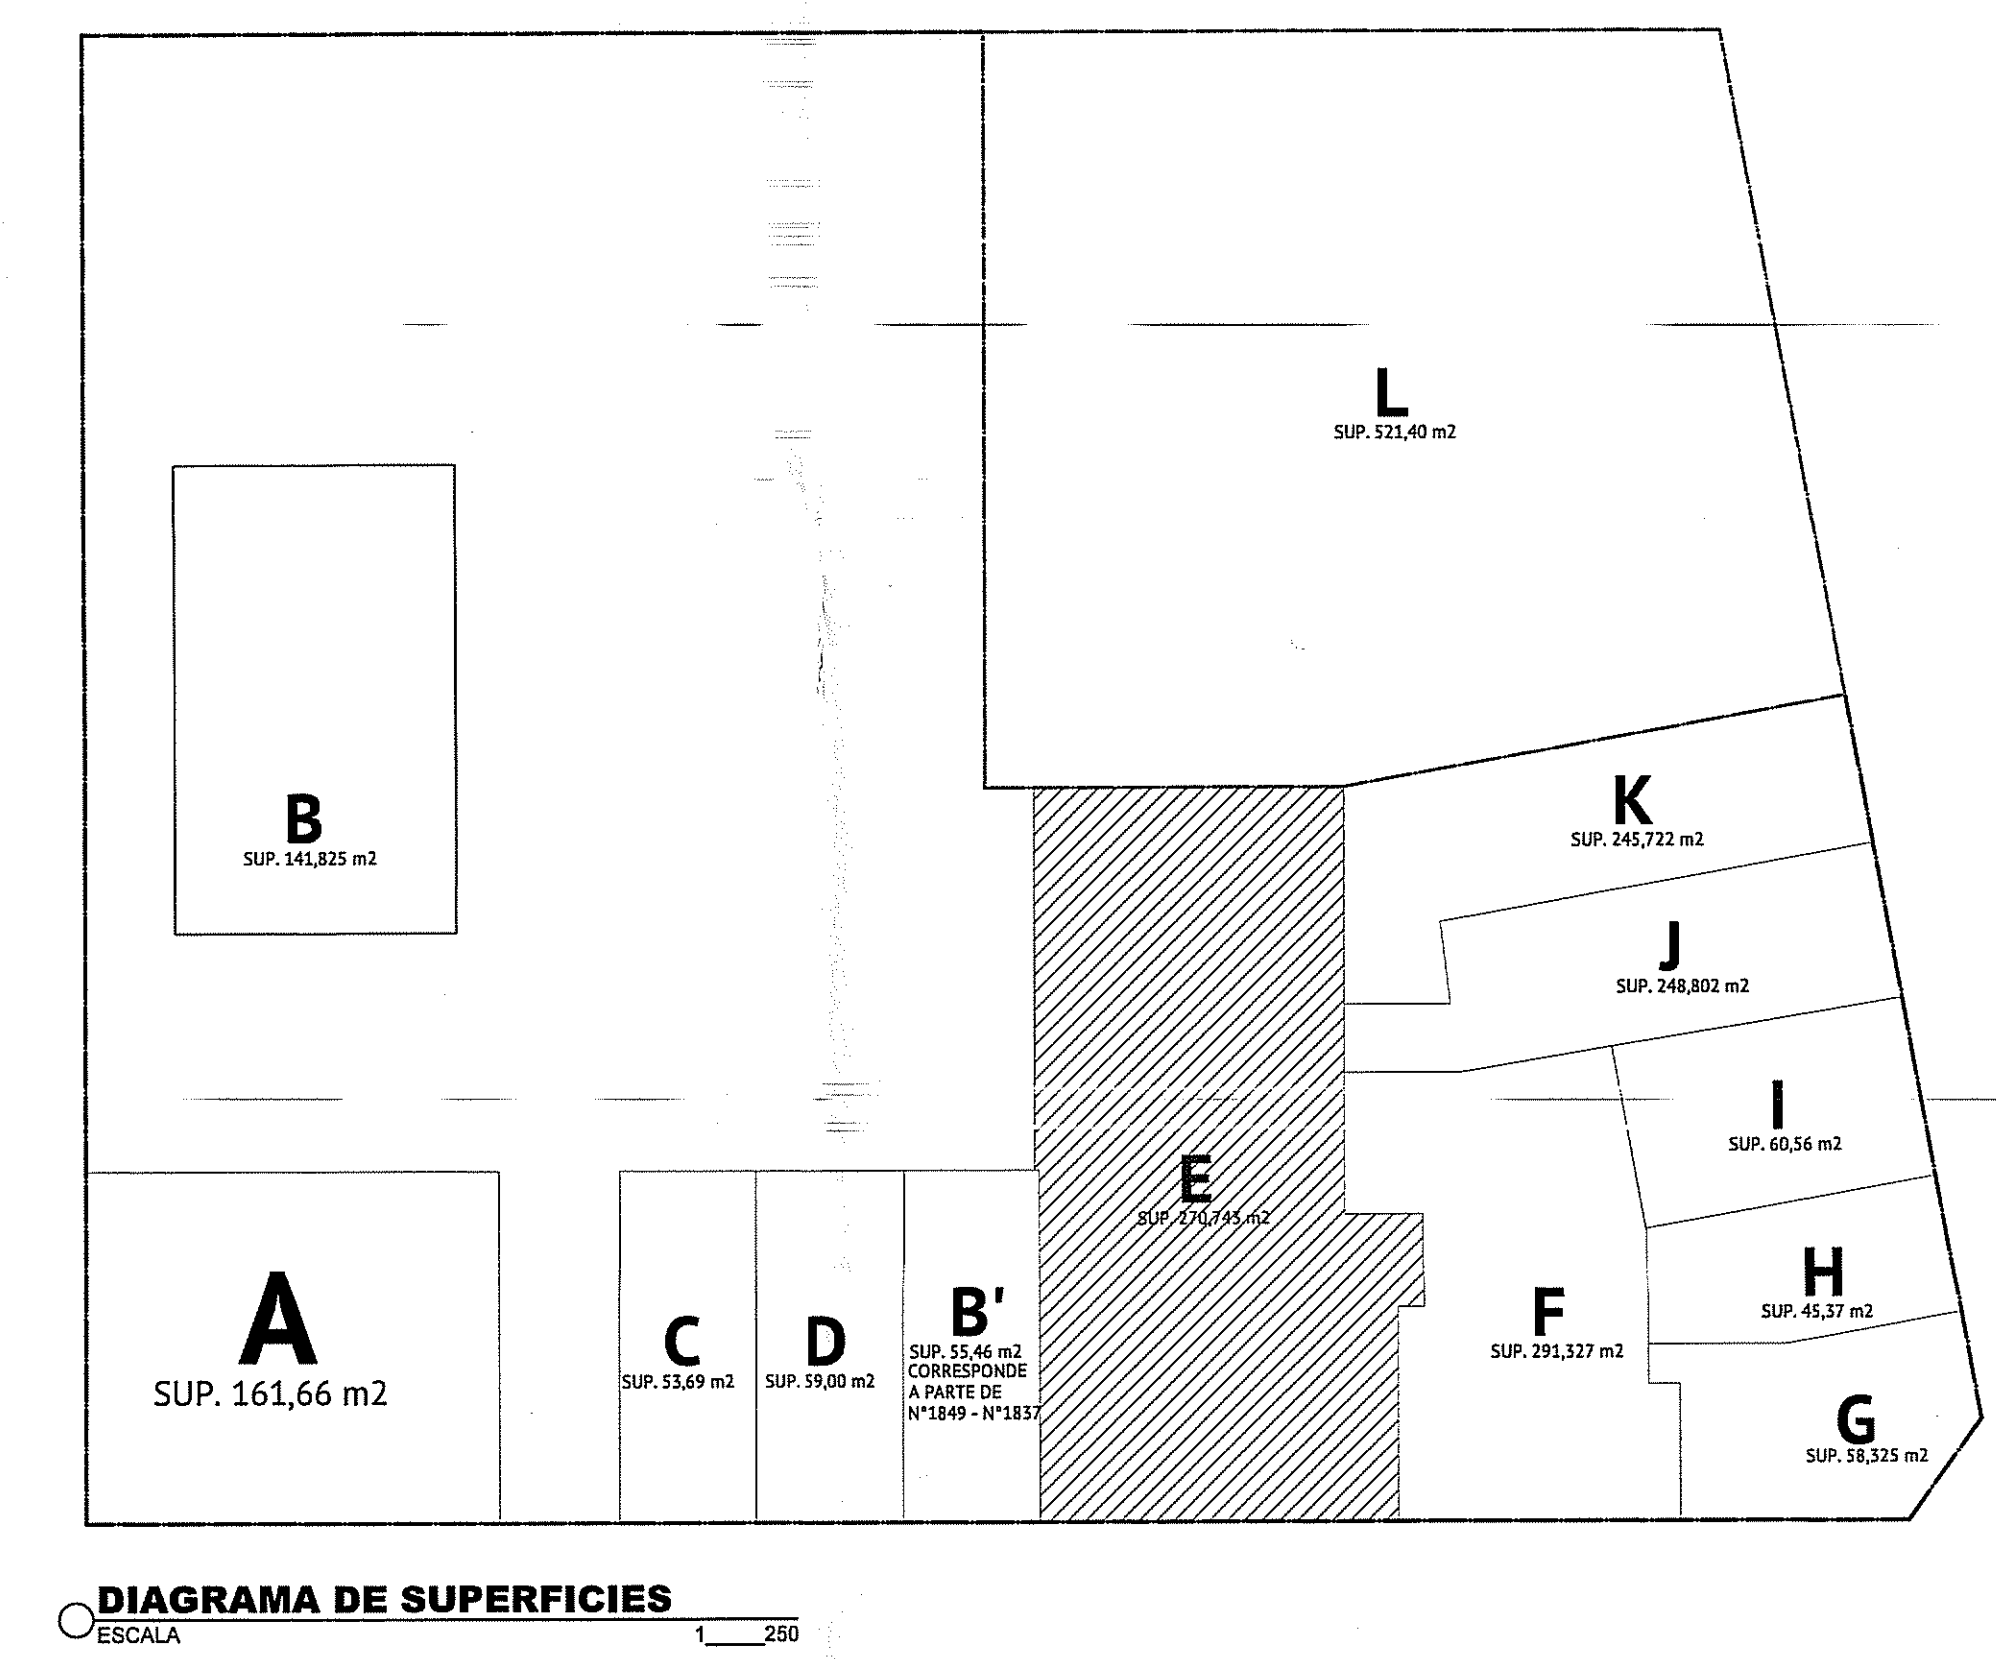 L
SUP. 521,40 m2
K
SUP. 245,722 m2
B
SUP. 141,825 m2
J
SUP. 248,802 m2
I
SUP. 60,56 m2
E
SUP. 270,743 m2
A
SUP. 161,66 m2
C
SUP. 53,69 m2
D
SUP. 59,00 m2
B'
SUP. 55,46 m2
CORRESPONDE
A PARTE DE
N°1849 - N°1837
F
SUP. 291,327 m2
H
SUP. 45,37 m2
G
SUP. 58,325 m2
DIAGRAMA DE SUPERFICIES
ESCALA 1____250